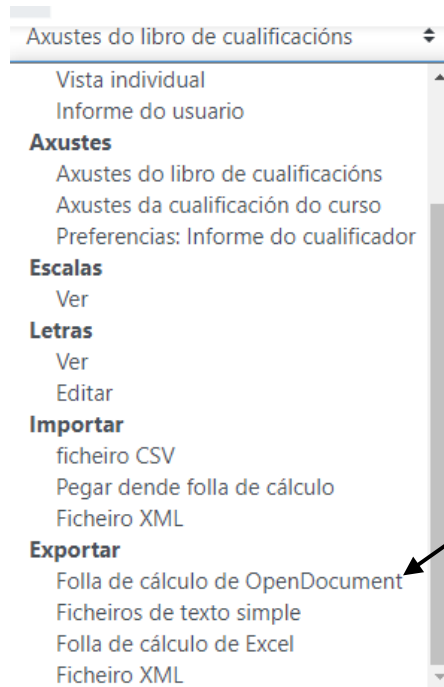 Axustes do libro de cualificacións
Vista individual
Informe do usuario
Axustes
Axustes do libro de cualificacións
Axustes da cualificación do curso
Preferencias: Informe do cualificador
Escalas
Ver
Letras
Ver
Editar
Importar
ficheiro CSV
Pegar dende folla de cálculo
Ficheiro XML
Exportar
Folla de cálculo de OpenDocument
Ficheiros de texto simple
Folla de cálculo de Excel
Ficheiro XML